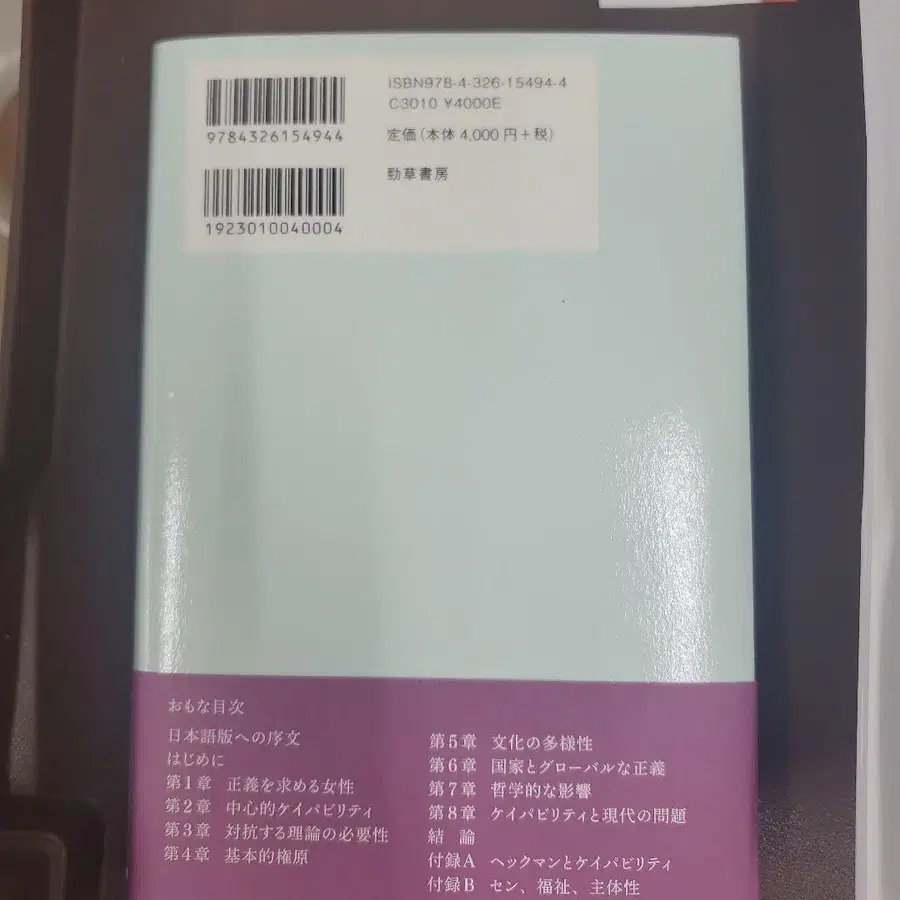 9784326154944
1923010040004
ISBN978-4-326-15494-4
C3010 ¥4000E
定価(本体4,000円+税)
勁草書房
おもな目次
日本語版への序文
はじめに
第1章 正義を求める女性
第2章 中心的ケイパビリティ
第3章 対抗する理論の必要性
第4章 基本的権原
第5章 文化の多様性
第6章 国家とグローバルな正義
第7章 哲学的な影響
第8章 ケイパビリティと現代の問題
結 論
付録A ヘックマンとケイパビリティ
付録B セン、福祉、主体性